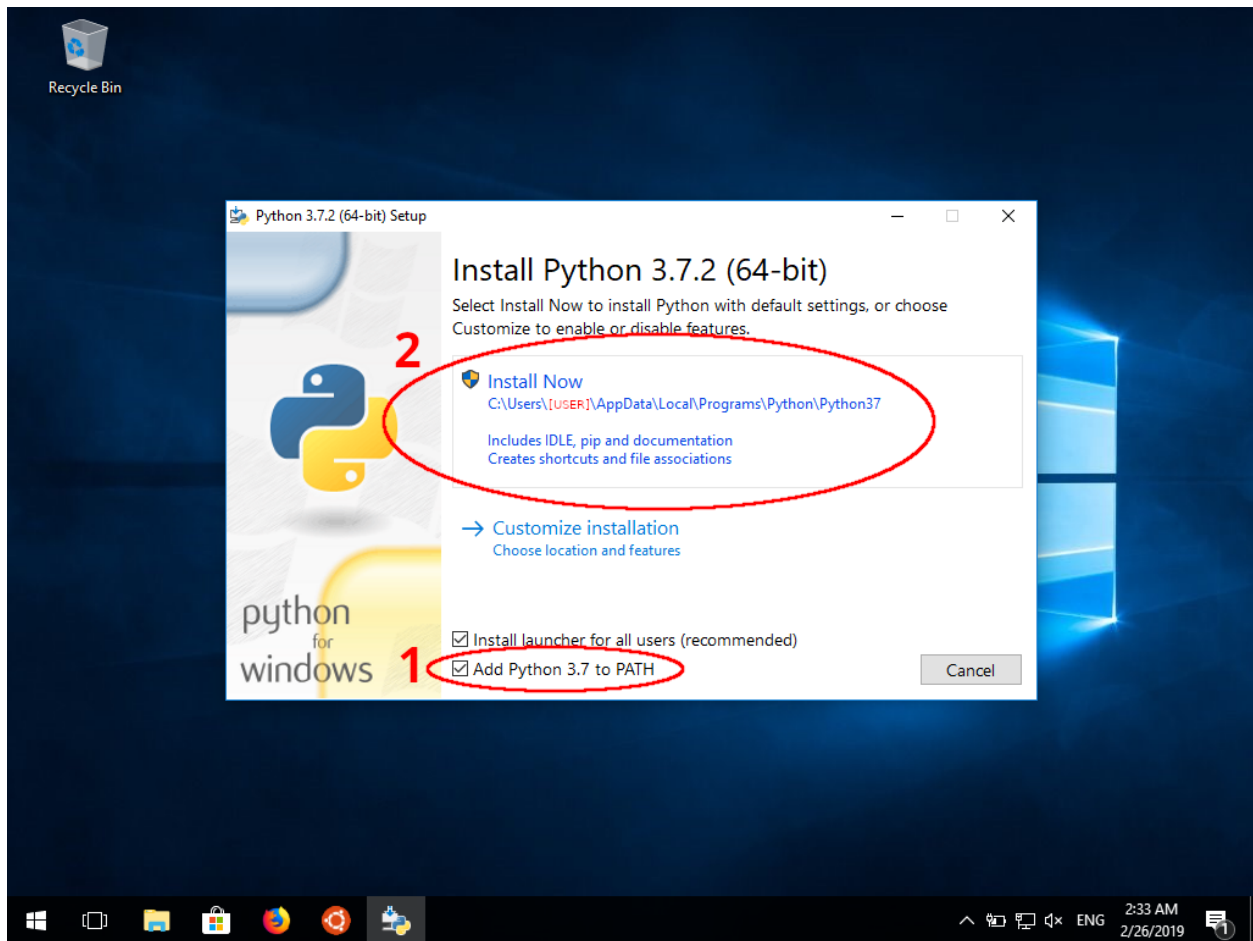 Recycle Bin
Python 3.7.2 (64-bit) Setup
Install Python 3.7.2 (64-bit)
Select Install Now to install Python with default settings, or choose
Customize to enable or disable features.
2
Install Now
C:\Users\[USER]\AppData\Local\Programs\Python\Python37
Includes IDLE, pip and documentation
Creates shortcuts and file associations
Customize installation
Choose location and features
python
for
windows
Install launcher for all users (recommended)
1
Add Python 3.7 to PATH
Cancel
ENG
2:33 AM
2/26/2019
1